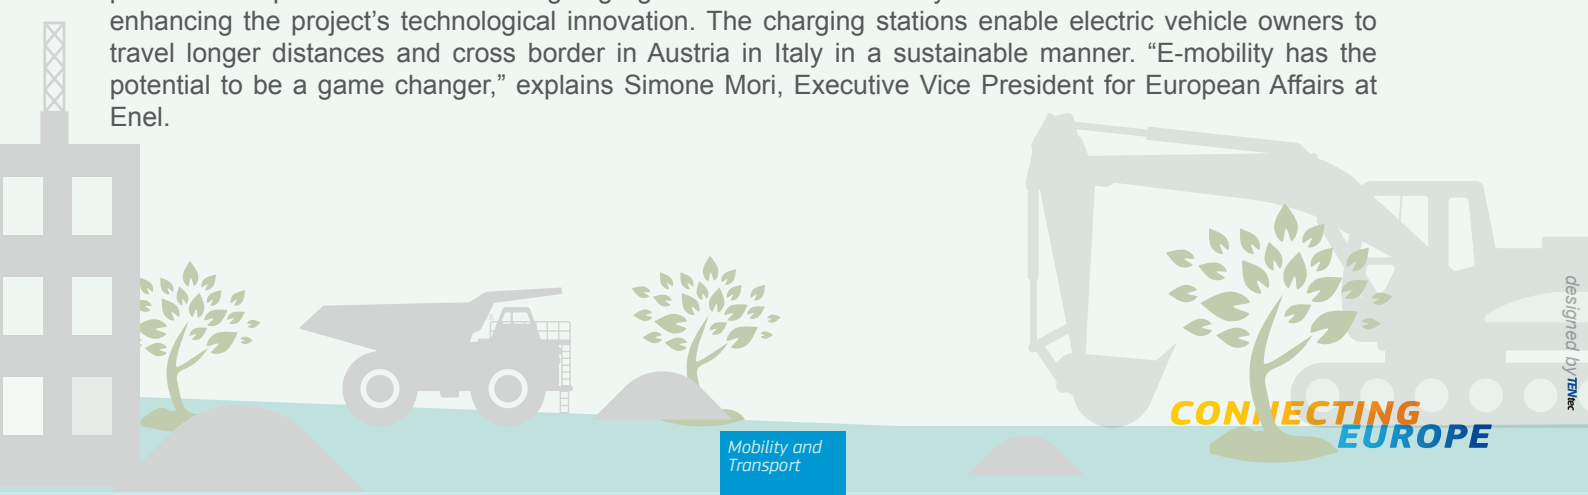 enhancing the project's technological innovation. The charging stations enable electric vehicle owners to
travel longer distances and cross border in Austria in Italy in a sustainable manner. “E-mobility has the
potential to be a game changer,” explains Simone Mori, Executive Vice President for European Affairs at
Enel.
designed by TENtec
CONNECTING
EUROPE
Mobility and
Transport